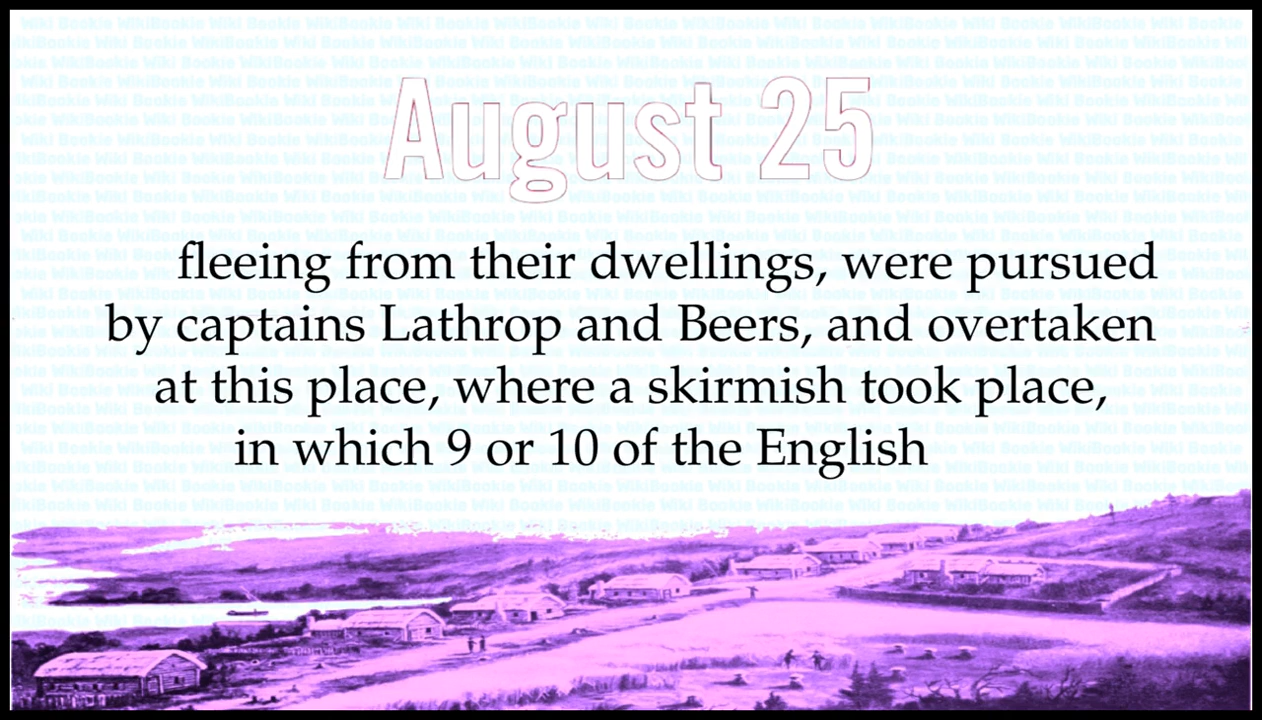 August 25
fleeing from their dwellings, were pursued
by captains Lathrop and Beers, and overtaken
at this place, where a skirmish took place,
in which 9 or 10 of the English